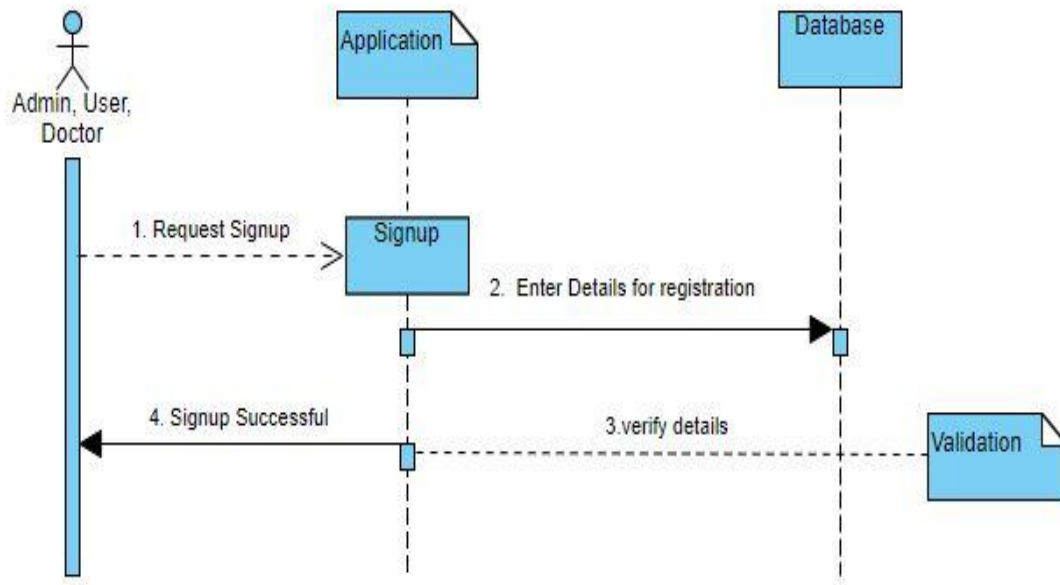 Application
Database
Admin, User,
Doctor
1. Request Signup
Signup
2. Enter Details for registration
4. Signup Successful
3.verify details
Validation